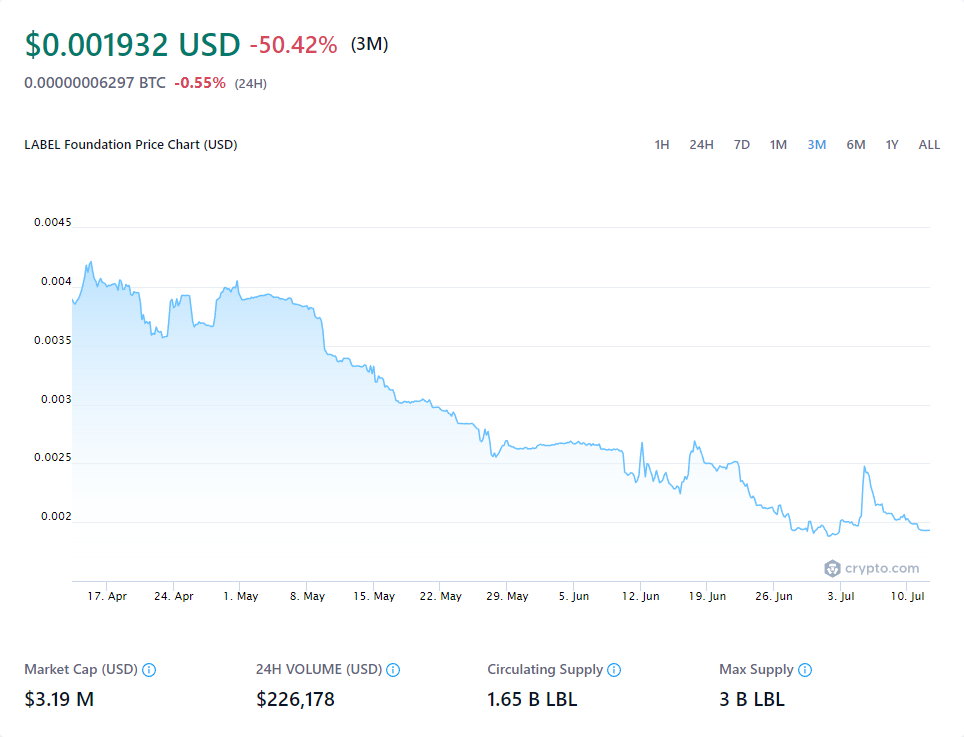 $0.001932 USD -50.42% (3M)
0.00000006297 BTC -0.55% (24H)
LABEL Foundation Price Chart (USD) 1H 24H 7D 1M 3M 6M 1Y ALL
0.0045
0.004
0.0035
0.003
0.0025
0.002
crypto.com
17. Apr 24. Apr 1. May 8. May 15. May 22. May 29. May 5. Jun 12. Jun 19. Jun 26. Jun 3. Jul 10. Jul
Market Cap (USD) 24H VOLUME (USD) Circulating Supply Max Supply
$3.19 M $226,178 1.65 B LBL 3 B LBL